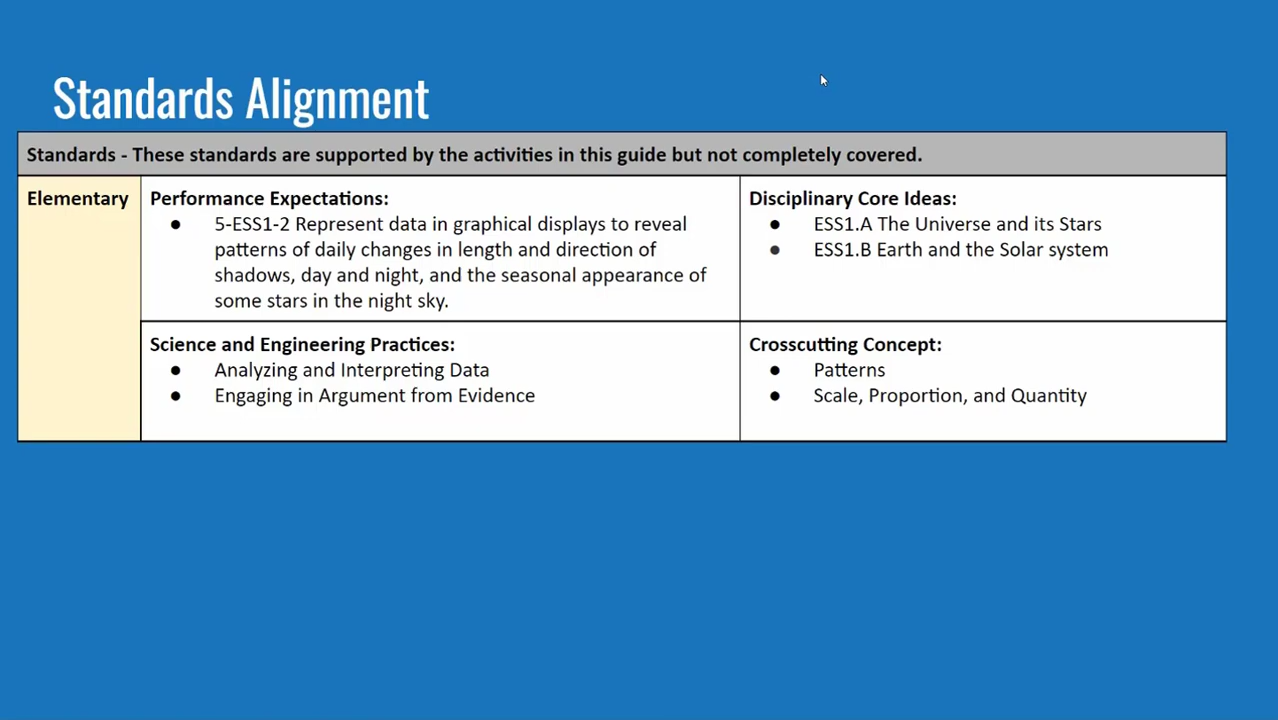 Standards Alignment
Standards - These standards are supported by the activities in this guide but not completely covered.
Elementary
Performance Expectations:
● 5-ESS1-2 Represent data in graphical displays to reveal
patterns of daily changes in length and direction of
shadows, day and night, and the seasonal appearance of
some stars in the night sky.
Disciplinary Core Ideas:
● ESS1.A The Universe and its Stars
● ESS1.B Earth and the Solar system
Science and Engineering Practices:
● Analyzing and Interpreting Data
● Engaging in Argument from Evidence
Crosscutting Concept:
● Patterns
● Scale, Proportion, and Quantity